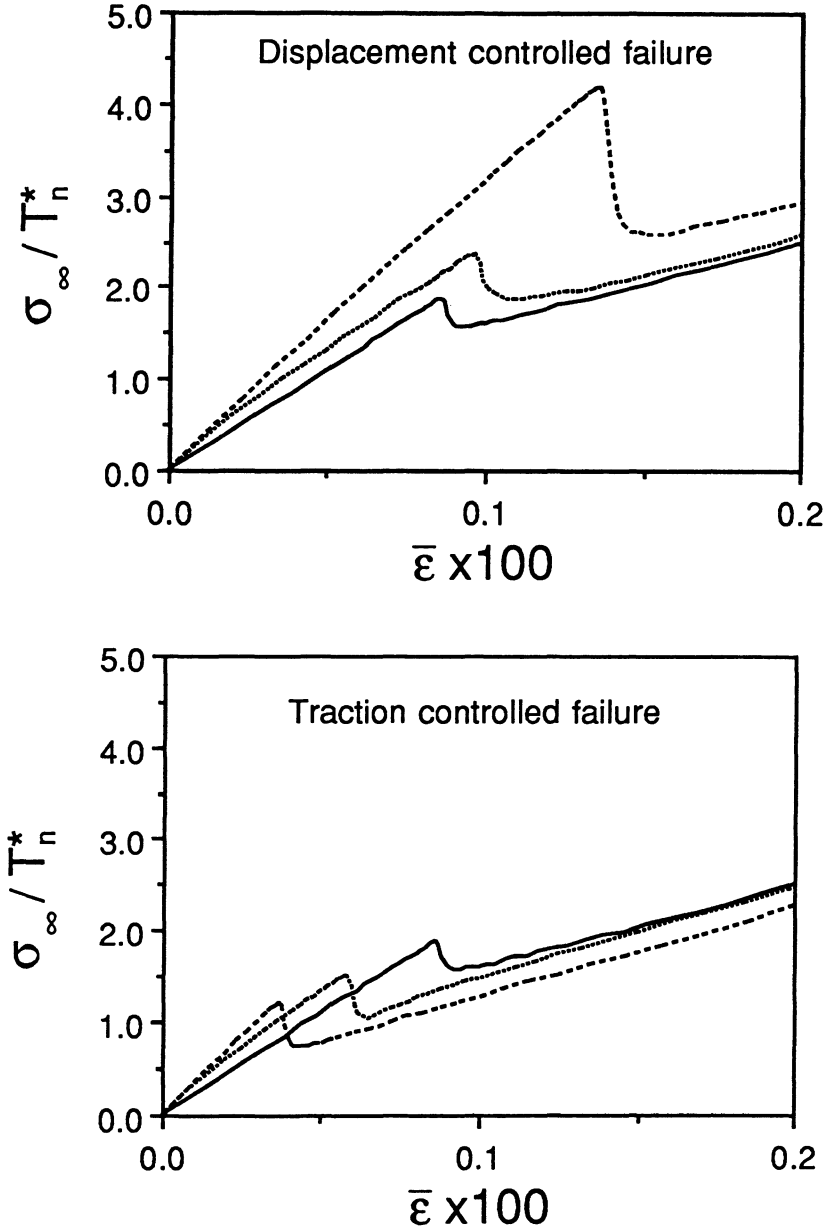 5.0
Displacement controlled failure
4.0
3.0
2.0
1.0
0.0
σ∞ / Tn*
0.0 0.1 0.2
ε̄ x100
5.0
Traction controlled failure
4.0
3.0
2.0
1.0
0.0
σ∞ / Tn*
0.0 0.1 0.2
ε̄ x100